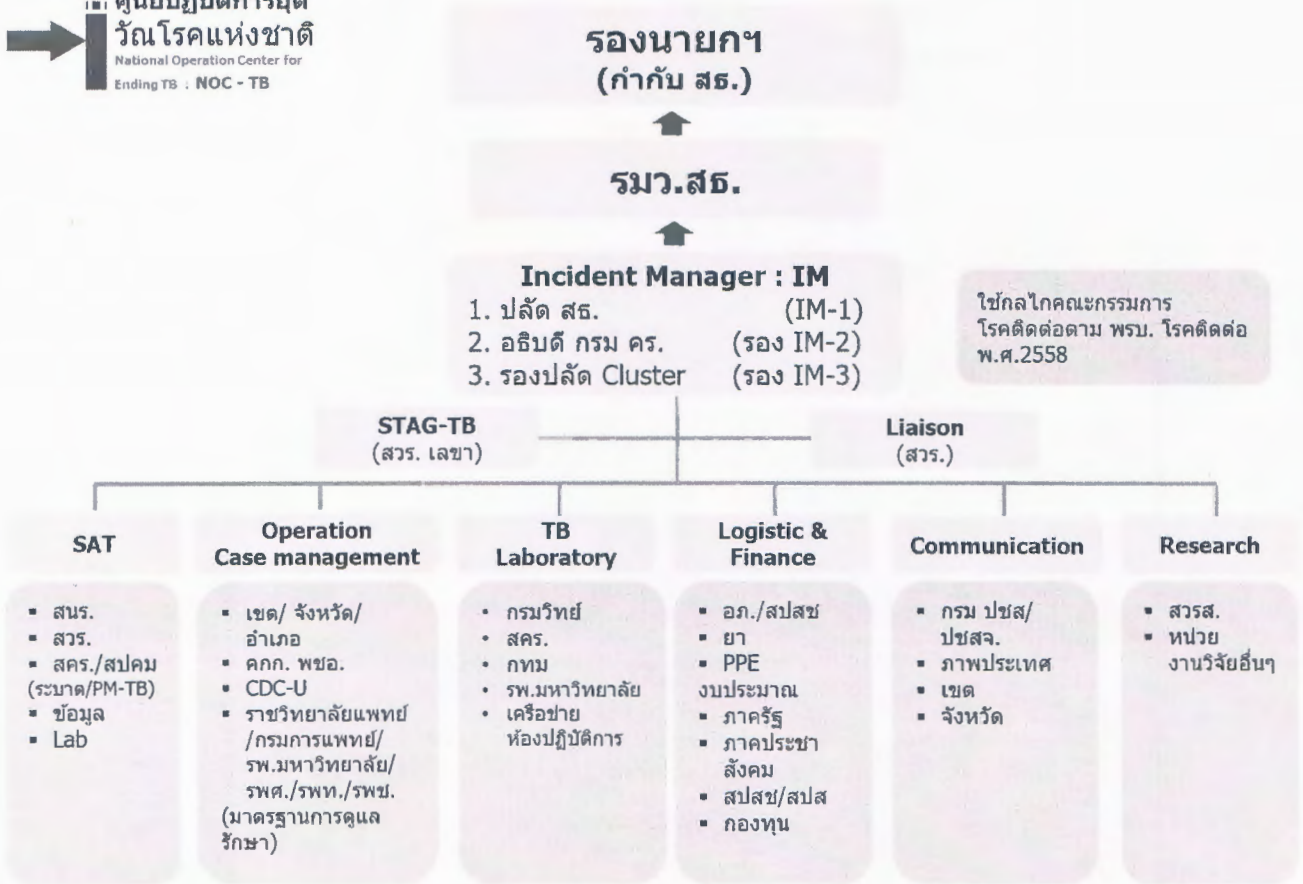 ศูนย์ปฏิบัติการยุติ
วัณโรคแห่งชาติ
National Operation Center for
Ending TB : NOC - TB
รองนายกฯ
(กำกับ สธ.)
รมว.สธ.
Incident Manager : IM
1. ปลัด สธ. (IM-1)
2. อธิบดี กรม คร. (รอง IM-2)
3. รองปลัด Cluster (รอง IM-3)
ใช้กลไกคณะกรรมการ
โรคติดต่อตาม พรบ. โรคติดต่อ
พ.ศ.2558
STAG-TB
(สวร. เลขา)
Liaison
(สวร.)
SAT
▪ สนร.
▪ สวร.
▪ สคร./สปคม
(ระบาด/PM-TB)
▪ ข้อมูล
▪ Lab
Operation
Case management
▪ เขต/ จังหวัด/
อำเภอ
▪ คกก. พชอ.
▪ CDC-U
▪ ราชวิทยาลัยแพทย์
/กรมการแพทย์/
รพ.มหาวิทยาลัย/
รพศ./รพท./รพช.
(มาตรฐานการดูแล
รักษา)
TB
Laboratory
• กรมวิทย์
• สคร.
• กทม
• รพ.มหาวิทยาลัย
• เครือข่าย
ห้องปฏิบัติการ
Logistic &
Finance
▪ อภ./สปสช
▪ ยา
▪ PPE
งบประมาณ
▪ ภาครัฐ
▪ ภาคประชา
สังคม
▪ สปสช/สปส
▪ กองทุน
Communication
▪ กรม ปชส/
ปชสจ.
▪ ภาพประเทศ
▪ เขต
▪ จังหวัด
Research
▪ สวรส.
▪ หน่วย
งานวิจัยอื่นๆ